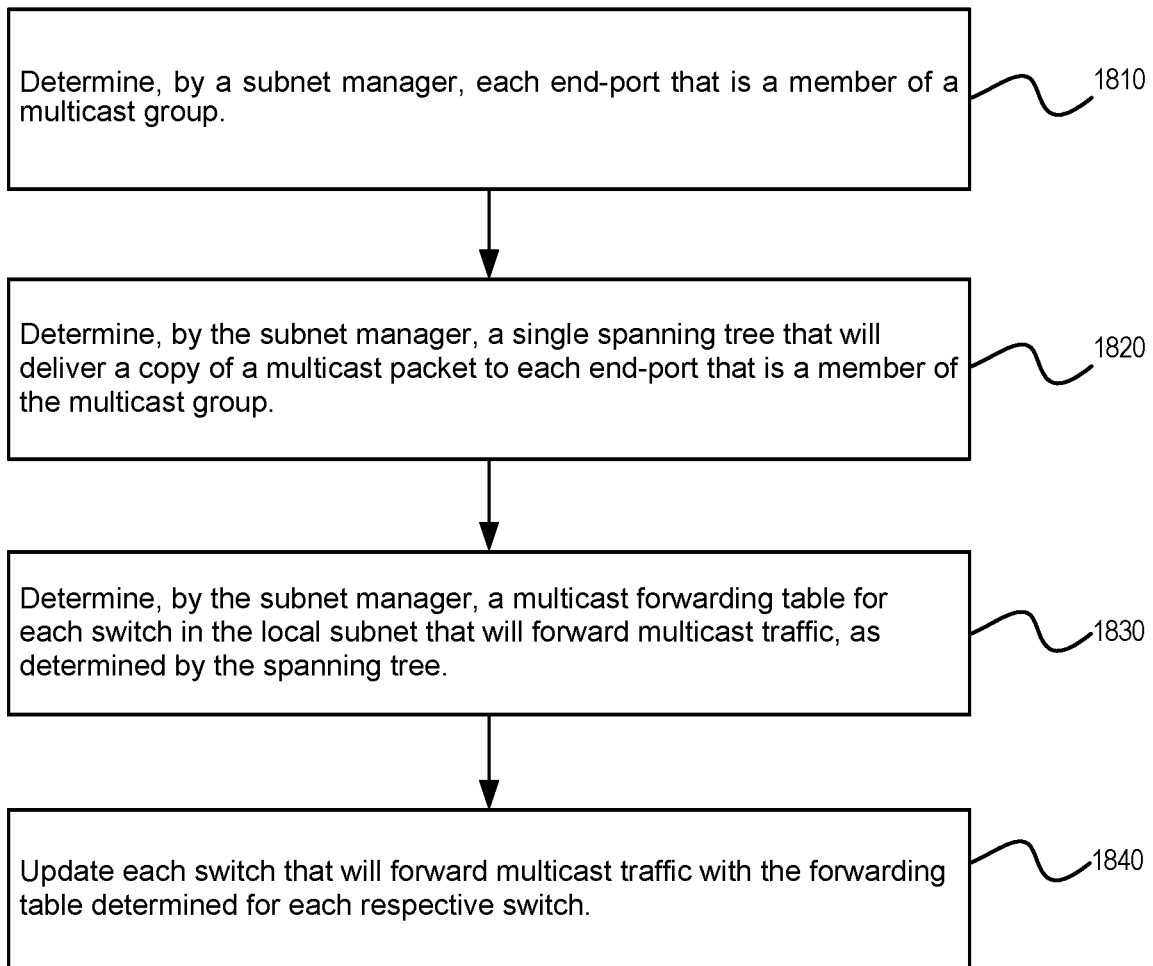 Determine, by a subnet manager, each end-port that is a member of a
multicast group.
1810
Determine, by the subnet manager, a single spanning tree that will
deliver a copy of a multicast packet to each end-port that is a member of
the multicast group.
1820
Determine, by the subnet manager, a multicast forwarding table for
each switch in the local subnet that will forward multicast traffic, as
determined by the spanning tree.
1830
Update each switch that will forward multicast traffic with the forwarding
table determined for each respective switch.
1840